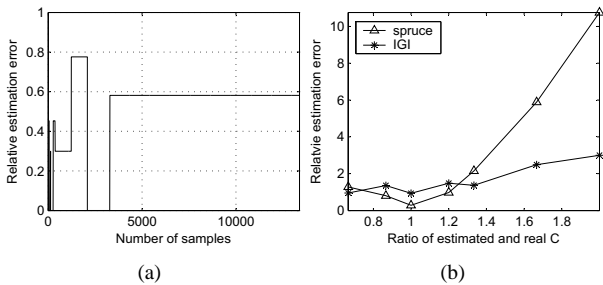 1
0.8
0.6
0.4
0.2
0
0
5000
10000
Relative estimation error
Number of samples
(a)
10
8
6
4
2
0
0.8
1
1.2
1.4
1.6
1.8
Relatvie estimation error
Ratio of estimated and real C
spruce
IGI
(b)